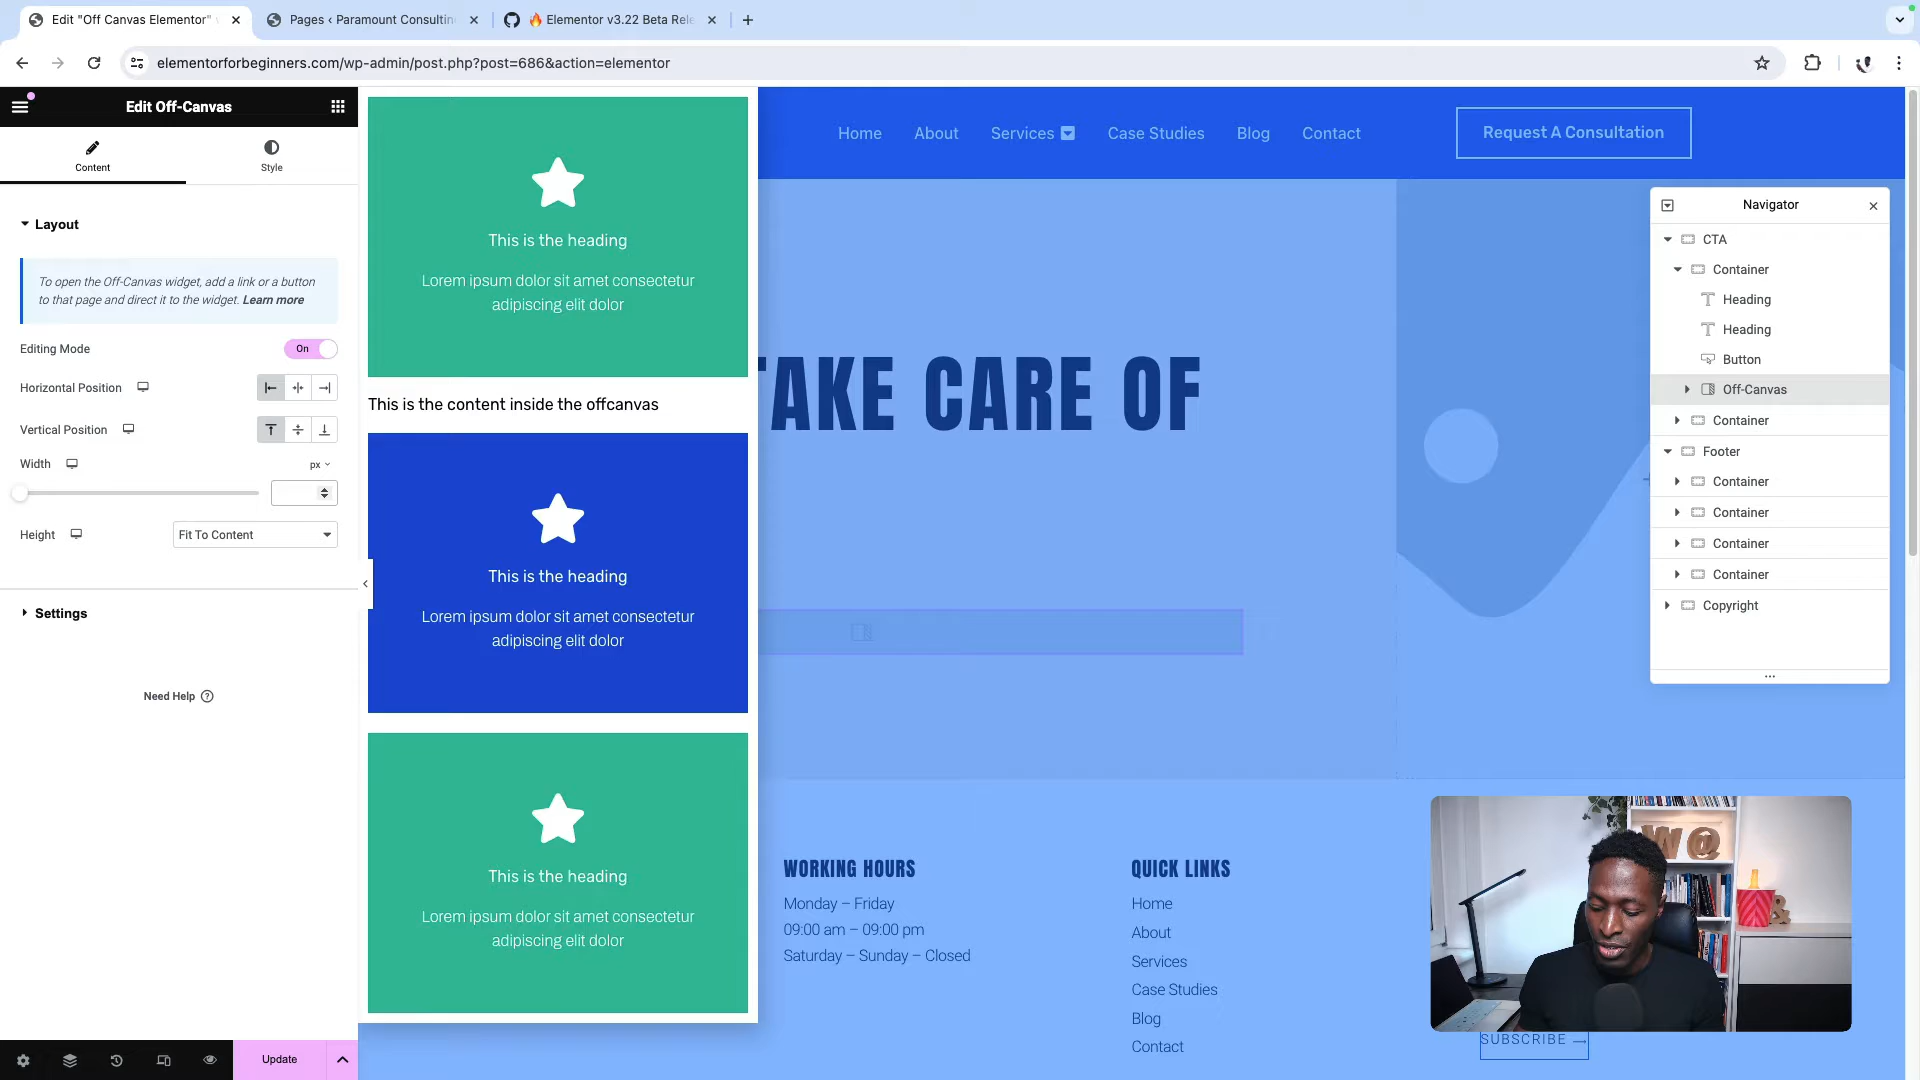 Edit "Off Canvas Elementor"
Pages ‹ Paramount Consultin
🔥 Elementor v3.22 Beta Rele
elementorforbeginners.com/wp-admin/post.php?post=686&action=elementor
Edit Off-Canvas
Content
Style
Layout
To open the Off-Canvas widget, add a link or a button
to that page and direct it to the widget. Learn more
Editing Mode
On
Horizontal Position
Vertical Position
Width
px
Height
Fit To Content
Settings
Need Help
Update
This is the heading
Lorem ipsum dolor sit amet consectetur
adipiscing elit dolor
This is the content inside the offcanvas
This is the heading
Lorem ipsum dolor sit amet consectetur
adipiscing elit dolor
This is the heading
Lorem ipsum dolor sit amet consectetur
adipiscing elit dolor
Home
About
Services
Case Studies
Blog
Contact
Request A Consultation
TAKE CARE OF
Navigator
CTA
Container
Heading
Heading
Button
Off-Canvas
Container
Footer
Container
Container
Container
Container
Copyright
WORKING HOURS
Monday – Friday
09:00 am – 09:00 pm
Saturday – Sunday – Closed
QUICK LINKS
Home
About
Services
Case Studies
Blog
Contact
W@
&
SUBSCRIBE